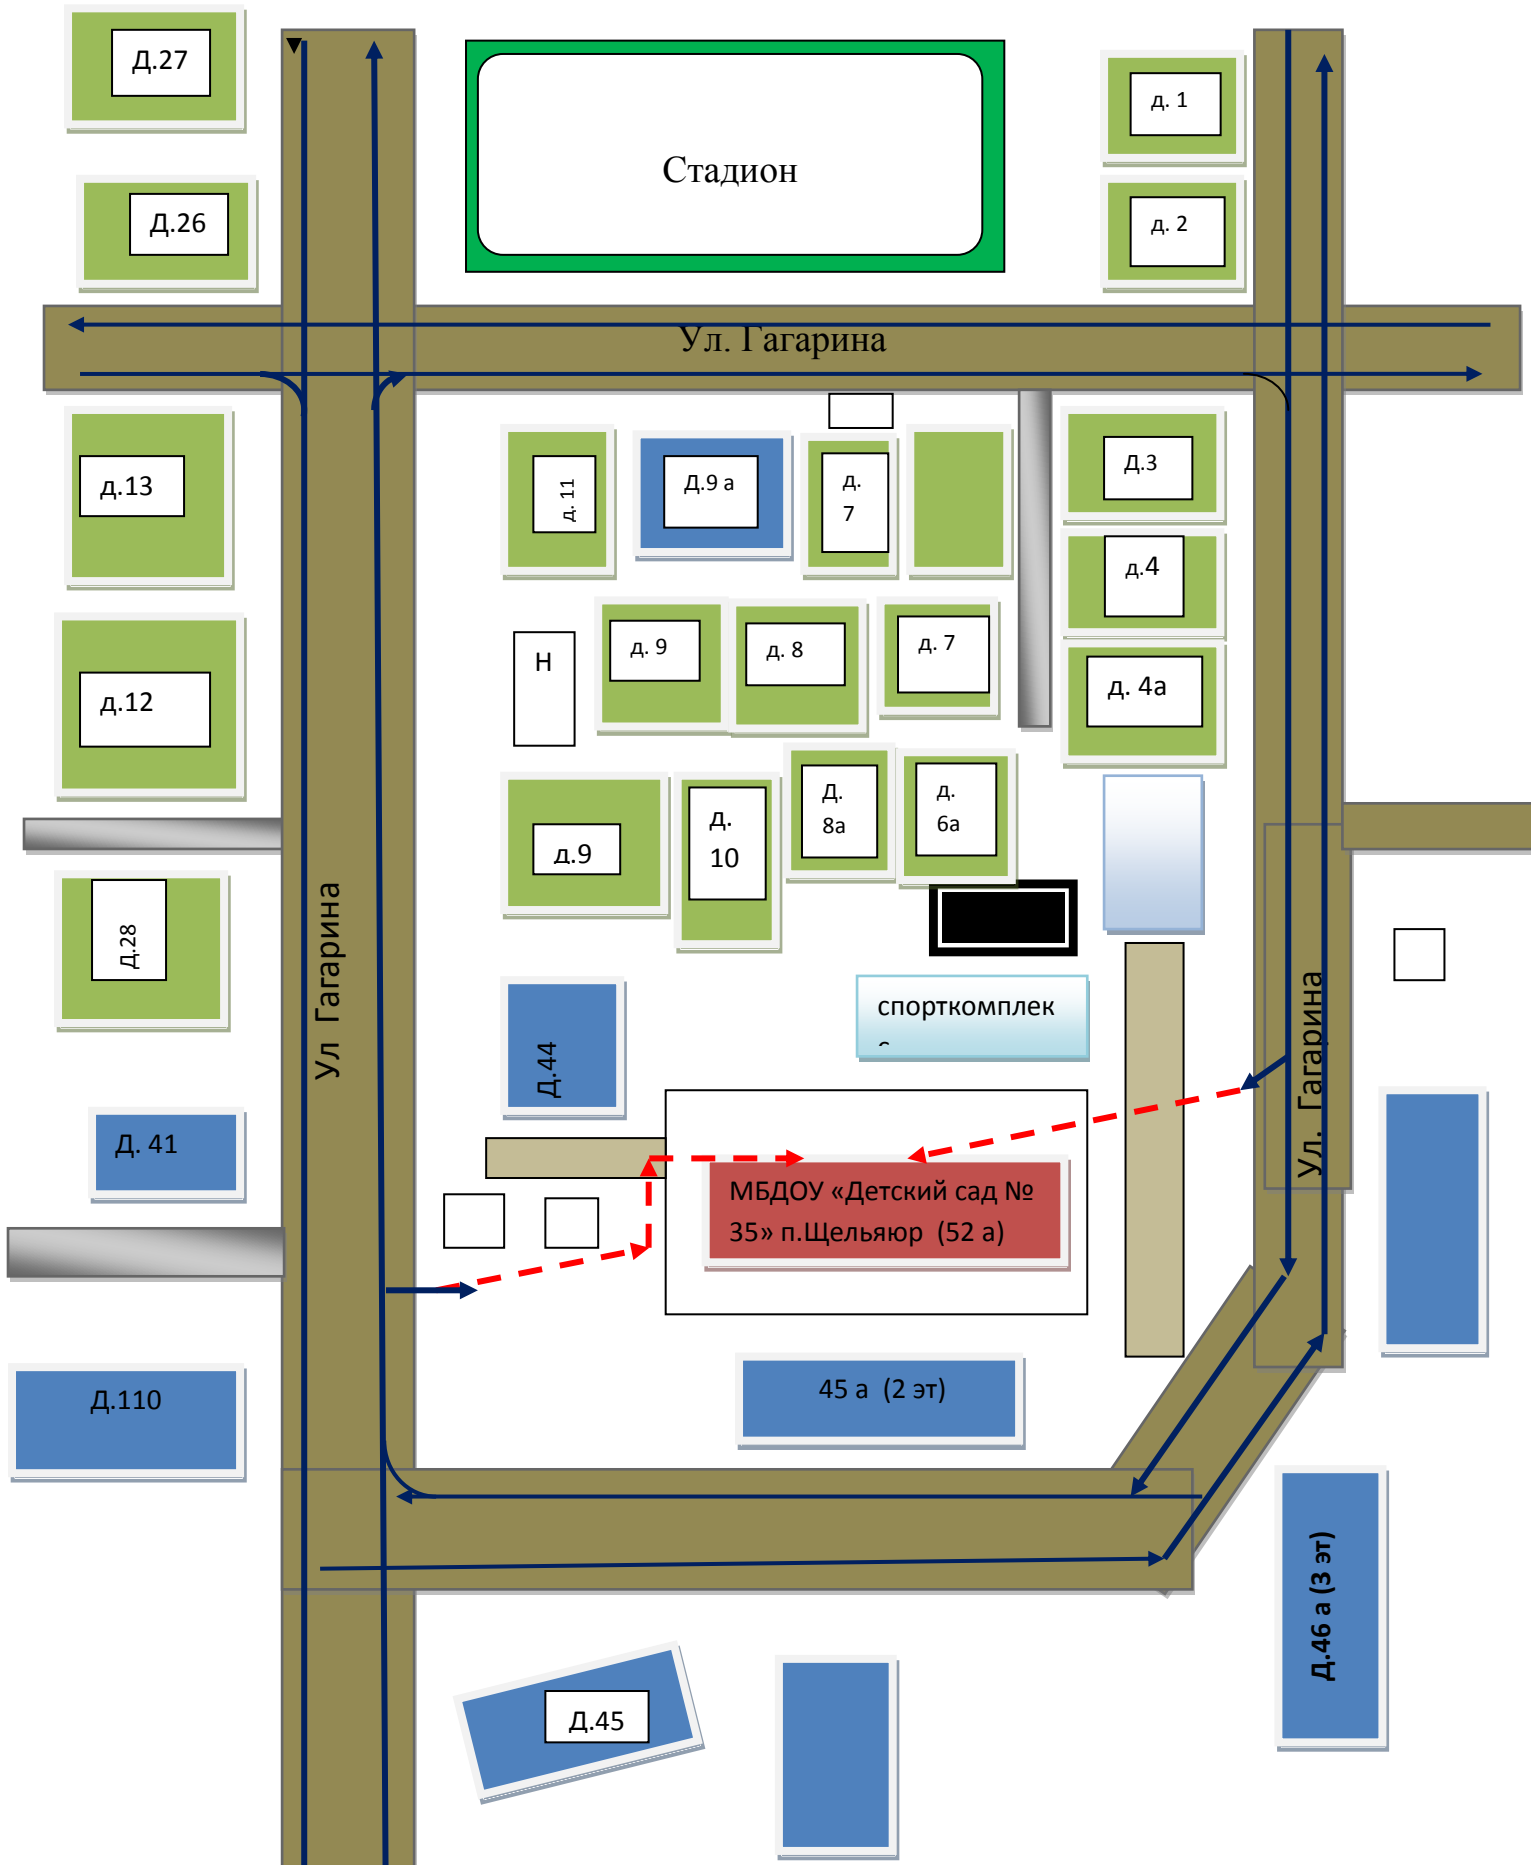 Д.27
д. 1
Стадион
д. 2
Д.26
Ул. Гагарина
д.13
д. 11
Д.9 а
д.
7
Д.3
д.4
Н
д. 9
д. 8
д. 7
д. 4а
д.12
д.9
д.
10
Д.
8а
д.
6а
Д.28
Ул Гагарина
Д.44
спорткомплек
с
Ул. Гагарина
Д. 41
МБДОУ «Детский сад №
35» п.Щельяюр (52 а)
Д.110
45 а (2 эт)
Д.46 а (3 эт)
Д.45